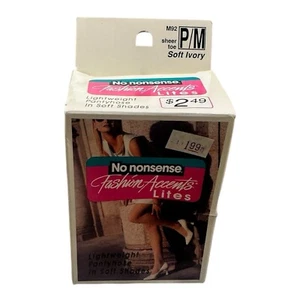 M92
sheer
toe
P/M
Soft Ivory
No nonsense
Fashion Accents
Lites
Lightweight
Pantyhose
in Soft Shades
$2.49
1.99
No nonsense
Fashion Accents
Lites
Lightweight
Pantyhose
in Soft Shades